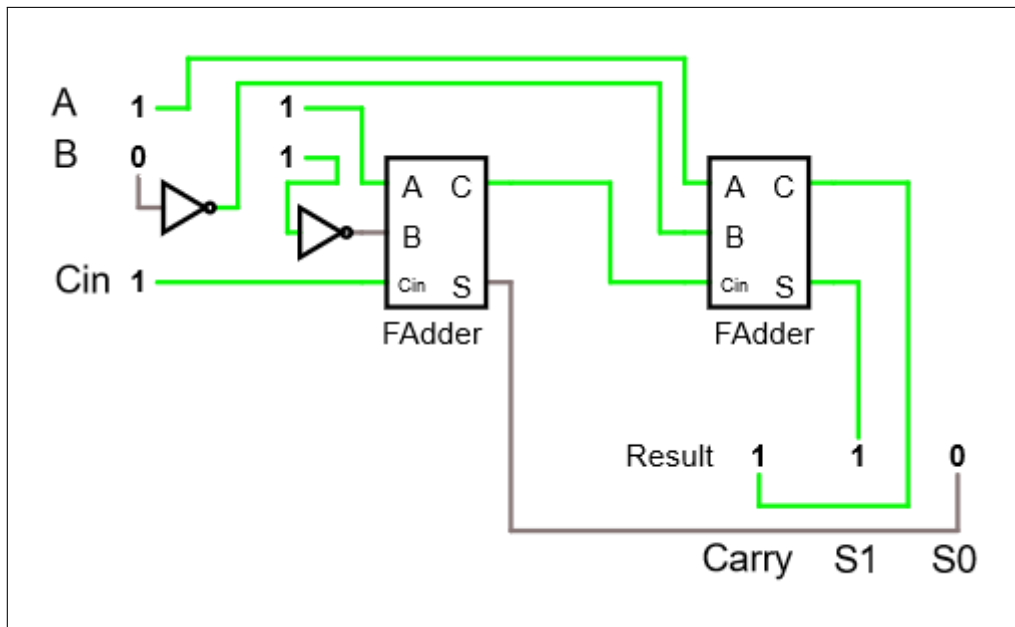 A 1 1
B 0 1
A C A C
B B
Cin 1 Cin S Cin S
FAdder FAdder
Result 1 1 0
Carry S1 S0